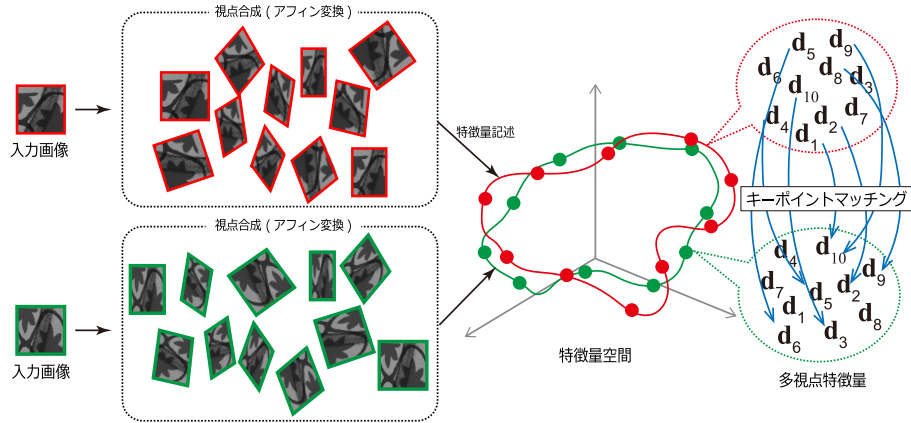 視点合成 ( アフィン変換 )
入力画像
視点合成 ( アフィン変換 )
入力画像
特徴量記述
特徴量空間
d5 d9
d6 d8 d3
d10
d4 d2 d7
d1
キーポイントマッチング
d4 d10
d7 d2 d9
d1 d5 d8
d6 d3
多視点特徴量